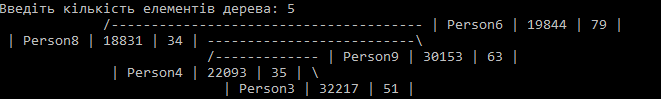 Введіть кількість елементів дерева: 5
/--------------------------------------- | Person6 | 19844 | 79 |
| Person8 | 18831 | 34 | --------------------------\
/------------- | Person9 | 30153 | 63 |
| Person4 | 22093 | 35 | \
| Person3 | 32217 | 51 |